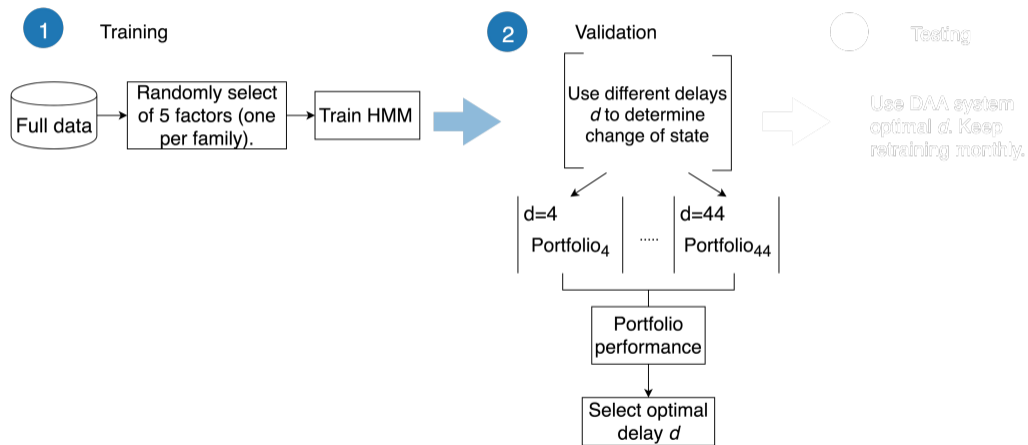 1 Training
Full data
Randomly select
of 5 factors (one
per family).
Train HMM
2 Validation
Use different delays
d to determine
change of state
d=4
Portfolio4
.....
d=44
Portfolio44
Portfolio
performance
Select optimal
delay d
Testing
Use DAA system
optimal d. Keep
retraining monthly.